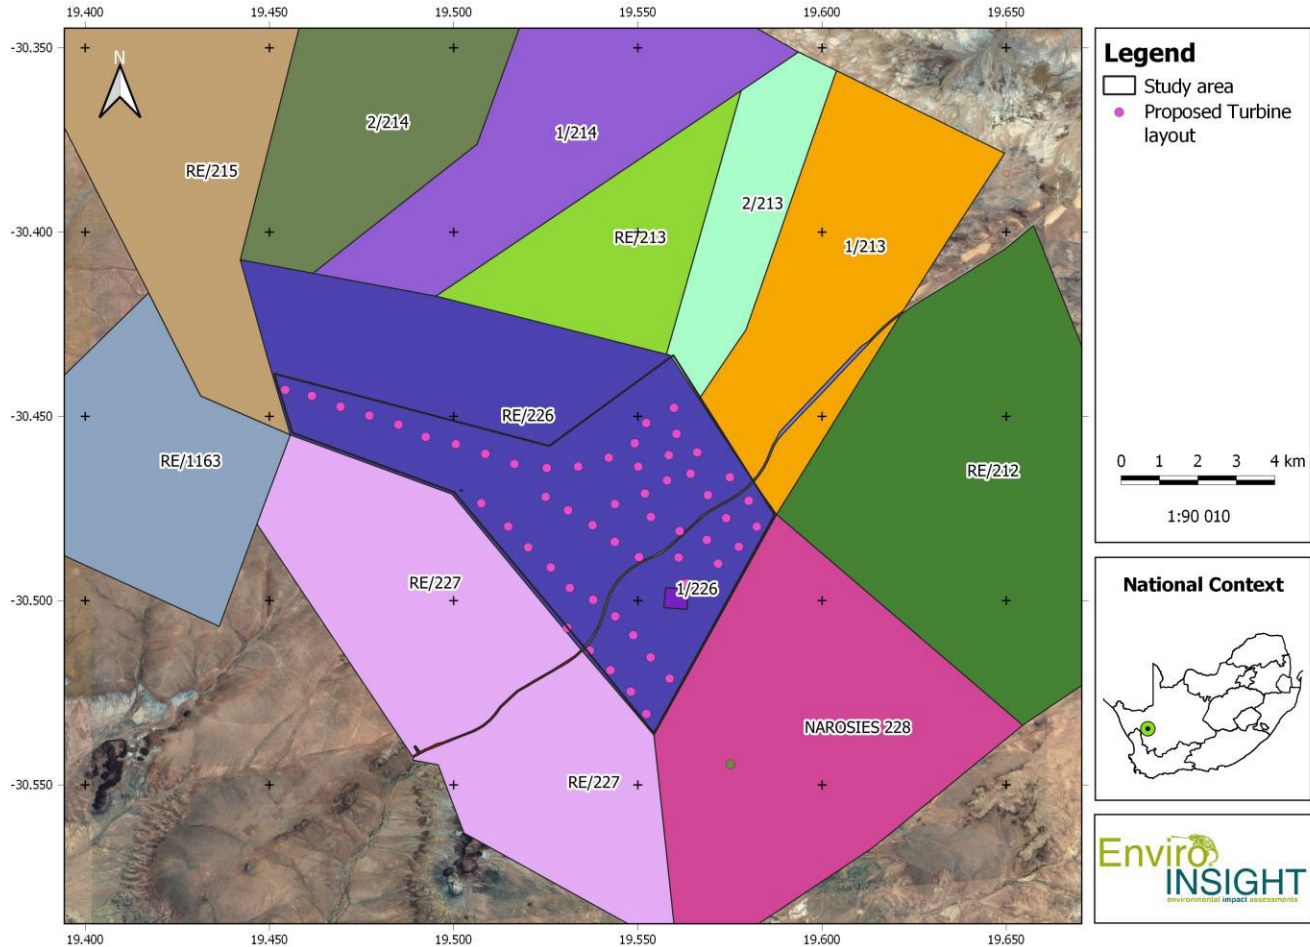 19.400 19.450 19.500 19.550 19.600 19.650
-30.350
-30.400
-30.450
-30.500
-30.550
N
2/214
1/214
RE/215
2/213
RE/213
1/213
RE/226
RE/1163
RE/212
RE/227
1/226
NAROSIES 228
RE/227
19.400 19.450 19.500 19.550 19.600 19.650
Legend
Study area
Proposed Turbine
layout
0 1 2 3 4 km
1:90 010
National Context
Enviro
INSIGHT
environmental impact assessments